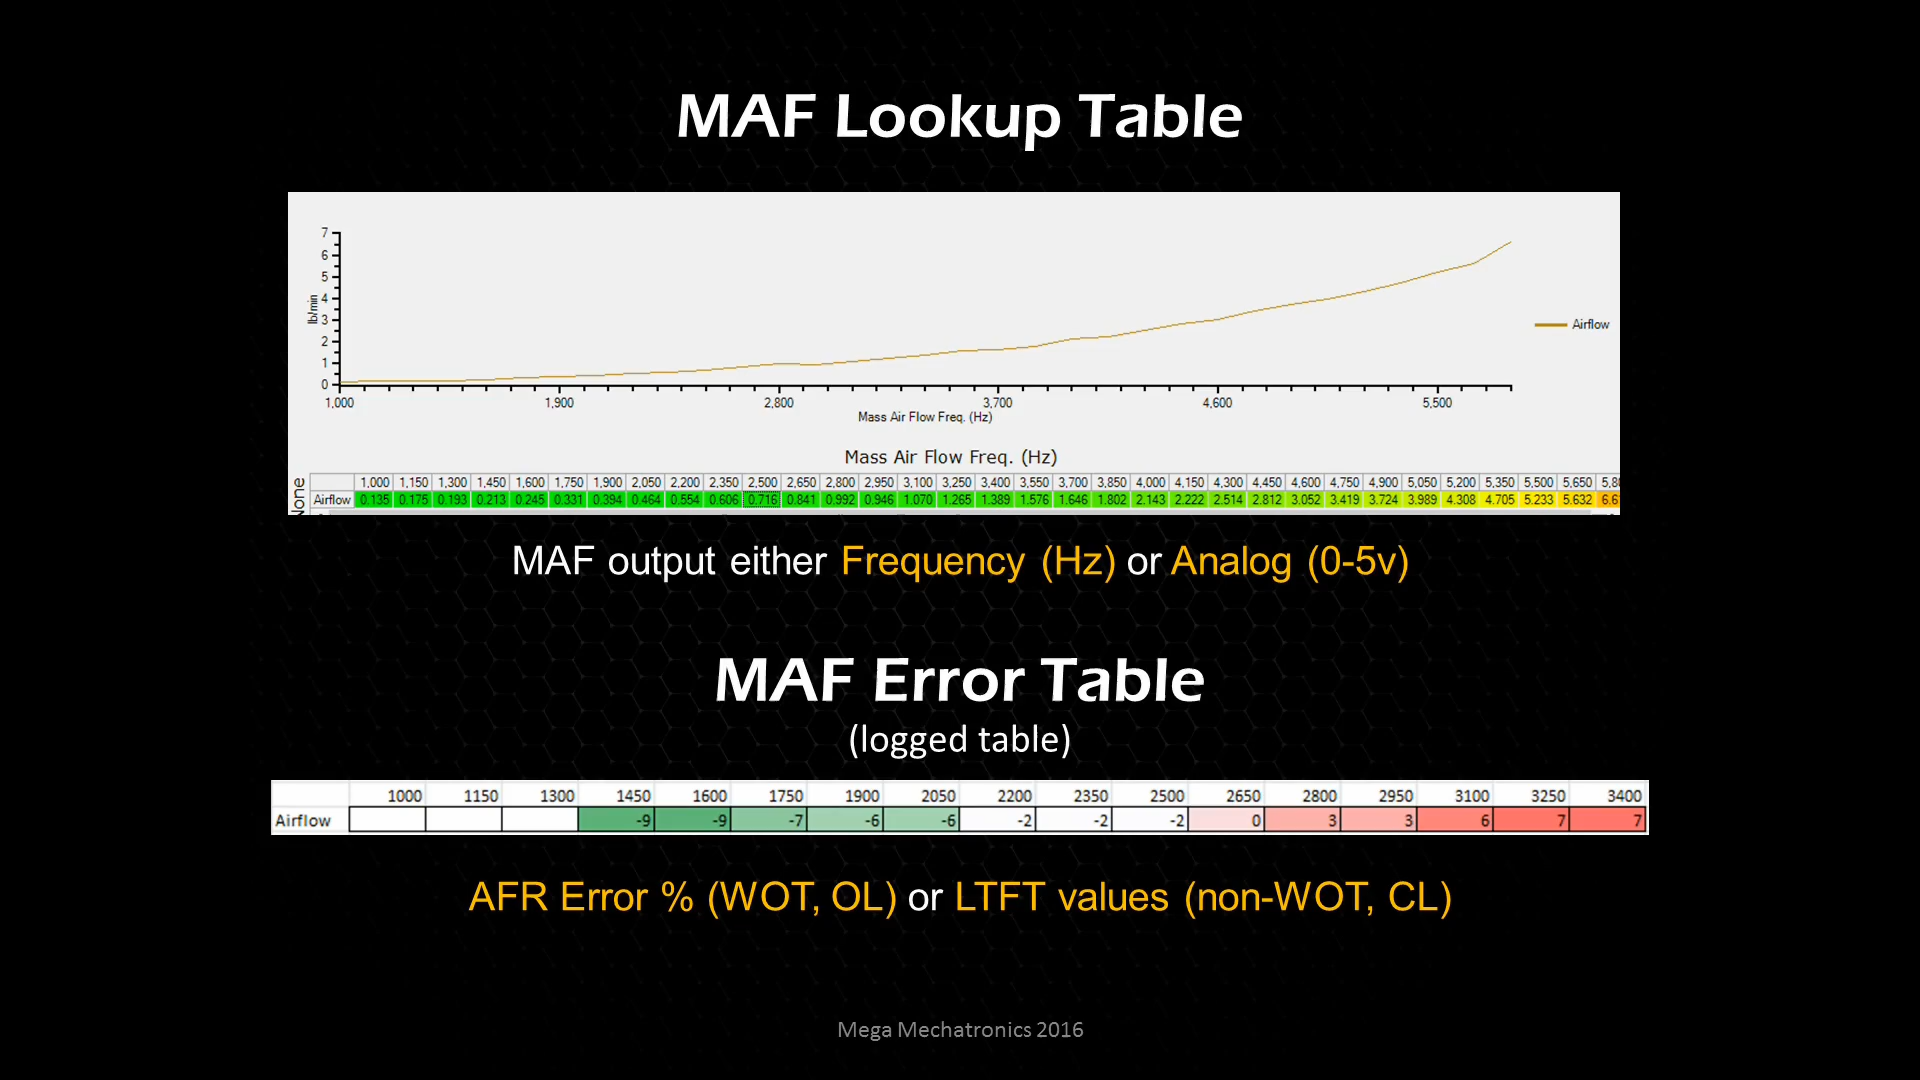 MAF Lookup Table
7
6
5
4
3
2
1
0
lb/min
Airflow
1,000 1,900 2,800 3,700 4,600 5,500
Mass Air Flow Freq. (Hz)
Mass Air Flow Freq. (Hz)
None
1,000 1,150 1,300 1,450 1,600 1,750 1,900 2,050 2,200 2,350 2,500 2,650 2,800 2,950 3,100 3,250 3,400 3,550 3,700 3,850 4,000 4,150 4,300 4,450 4,600 4,750 4,900 5,050 5,200 5,350 5,500 5,650
Airflow 0.135 0.175 0.193 0.213 0.245 0.331 0.394 0.464 0.554 0.606 0.716 0.841 0.992 0.946 1.070 1.265 1.389 1.576 1.646 1.802 2.143 2.222 2.514 2.812 3.052 3.419 3.724 3.989 4.308 4.705 5.233 5.632
MAF output either Frequency (Hz) or Analog (0-5v)
MAF Error Table
(logged table)
1000 1150 1300 1450 1600 1750 1900 2050 2200 2350 2500 2650 2800 2950 3100 3250 3400
Airflow -9 -9 -7 -6 -6 -2 -2 -2 0 3 3 6 7 7
AFR Error % (WOT, OL) or LTFT values (non-WOT, CL)
Mega Mechatronics 2016